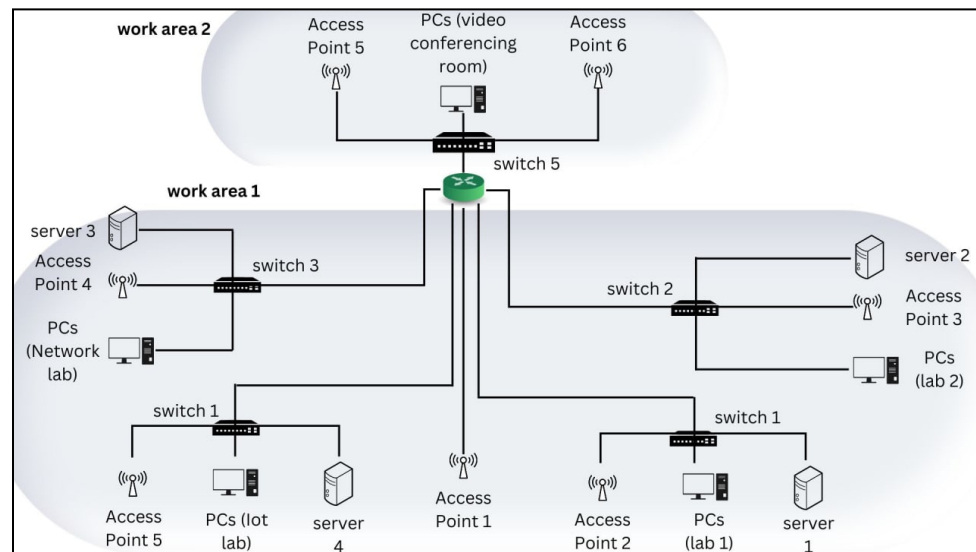 work area 2
Access
Point 5
PCs (video
conferencing
room)
Access
Point 6
switch 5
work area 1
server 3
Access
Point 4
switch 3
PCs
(Network
lab)
server 2
switch 2
Access
Point 3
PCs
(lab 2)
switch 1
Access
Point 5
PCs (Iot
lab)
server
4
Access
Point 1
switch 1
Access
Point 2
PCs
(lab 1)
server
1